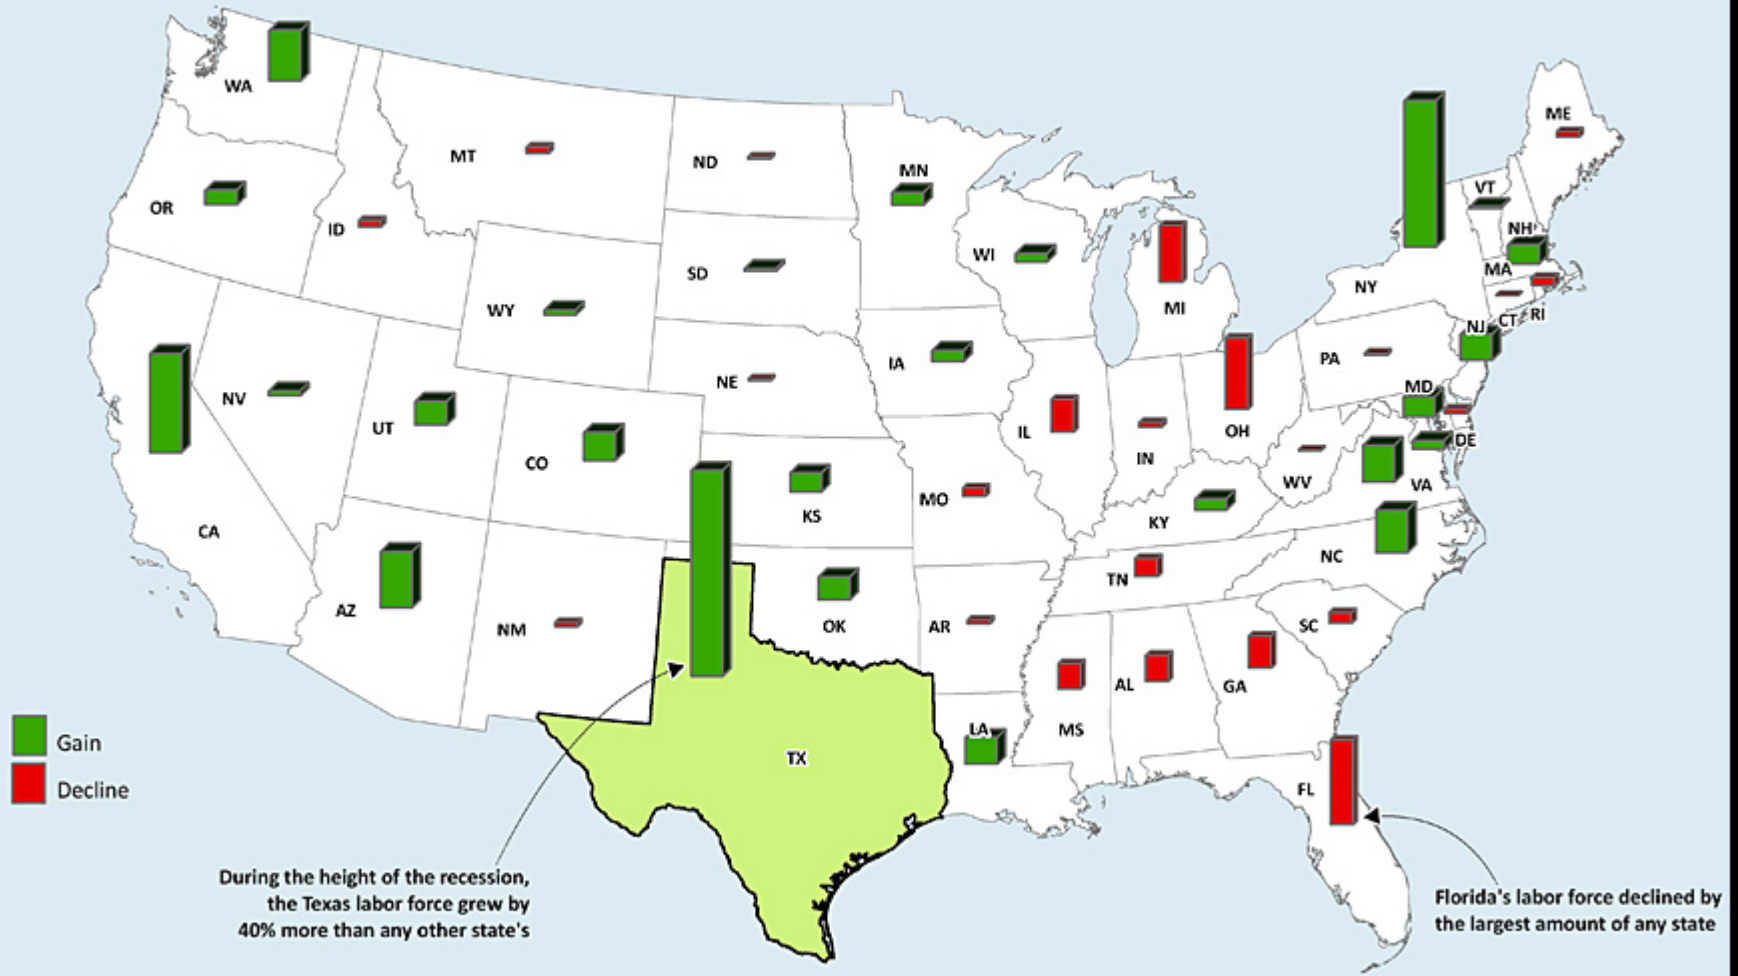 WA
ME
MT
ND
MN
VT
OR
ID
NH
SD
WI
MA
NY
WY
MI
RI
CT
NJ
PA
IA
NE
NV
MD
UT
IL
OH
DE
CO
IN
WV
VA
MO
KS
KY
CA
NC
TN
AZ
NM
OK
AR
SC
AL
GA
LA
MS
Gain
TX
Decline
FL
During the height of the recession,
the Texas labor force grew by
40% more than any other state's
Florida's labor force declined by
the largest amount of any state